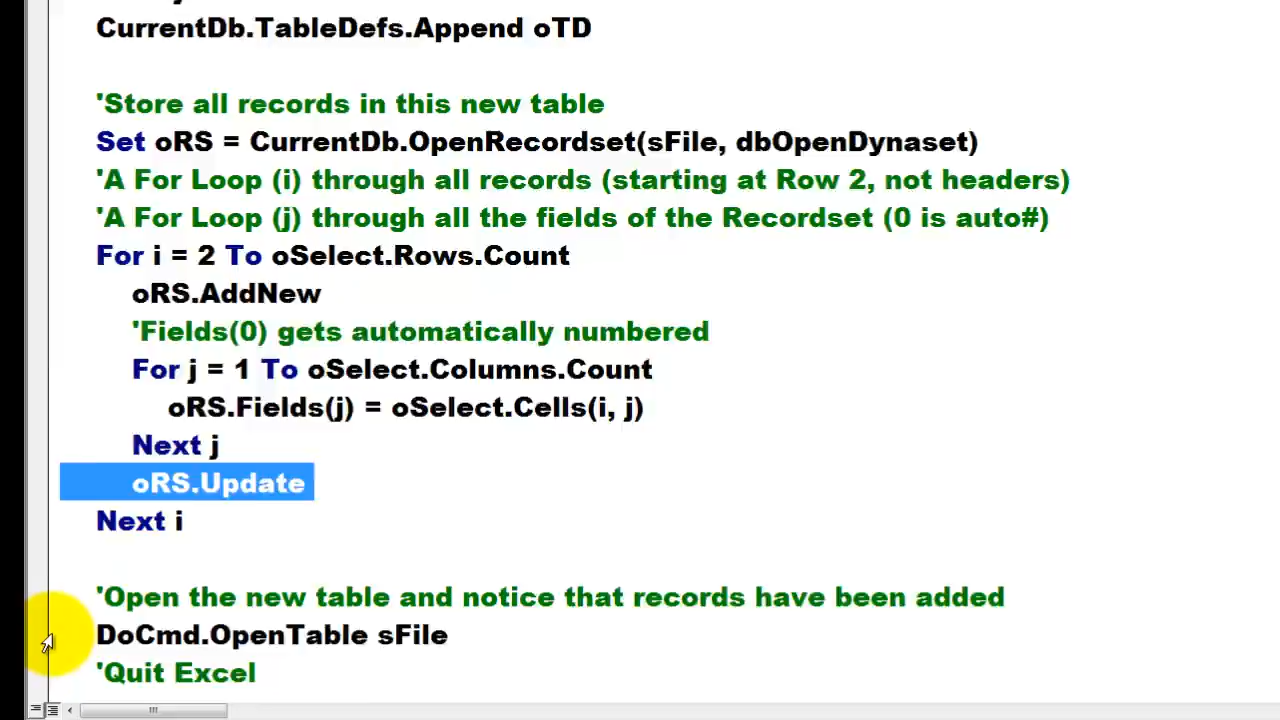 CurrentDb.TableDefs.Append oTD
'Store all records in this new table
Set oRS = CurrentDb.OpenRecordset(sFile, dbOpenDynaset)
'A For Loop (i) through all records (starting at Row 2, not headers)
'A For Loop (j) through all the fields of the Recordset (0 is auto#)
For i = 2 To oSelect.Rows.Count
oRS.AddNew
'Fields(0) gets automatically numbered
For j = 1 To oSelect.Columns.Count
oRS.Fields(j) = oSelect.Cells(i, j)
Next j
oRS.Update
Next i
'Open the new table and notice that records have been added
DoCmd.OpenTable sFile
'Quit Excel